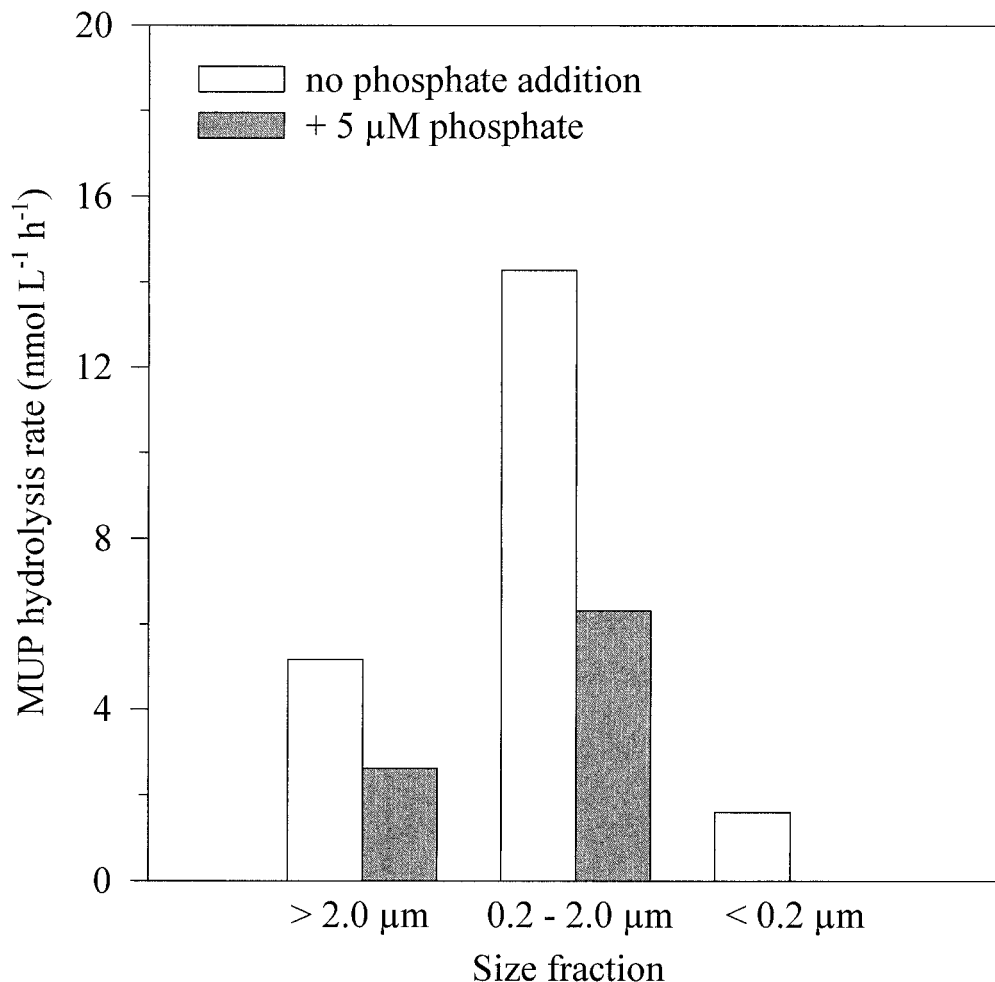 20
16
12
8
4
0
MUP hydrolysis rate (nmol L⁻¹ h⁻¹)
no phosphate addition
+ 5 µM phosphate
> 2.0 µm
0.2 - 2.0 µm
< 0.2 µm
Size fraction